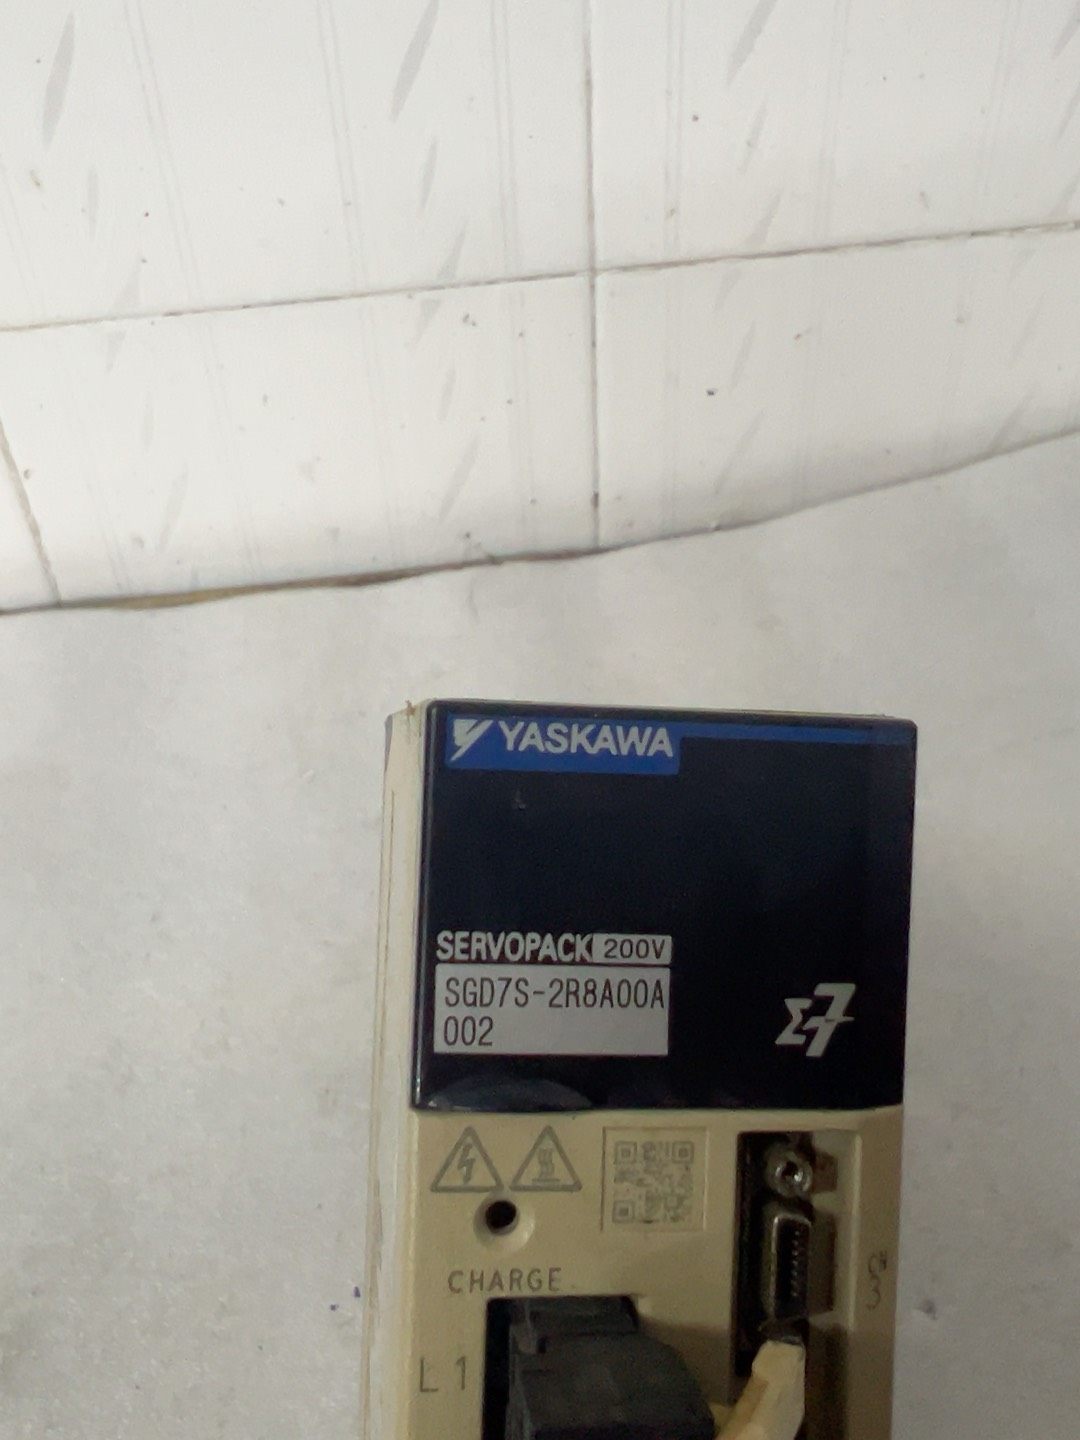 YASKAWA
SERVOPACK 200V
SGD7S-2R8A00A
002
Σ7
CHARGE
L1